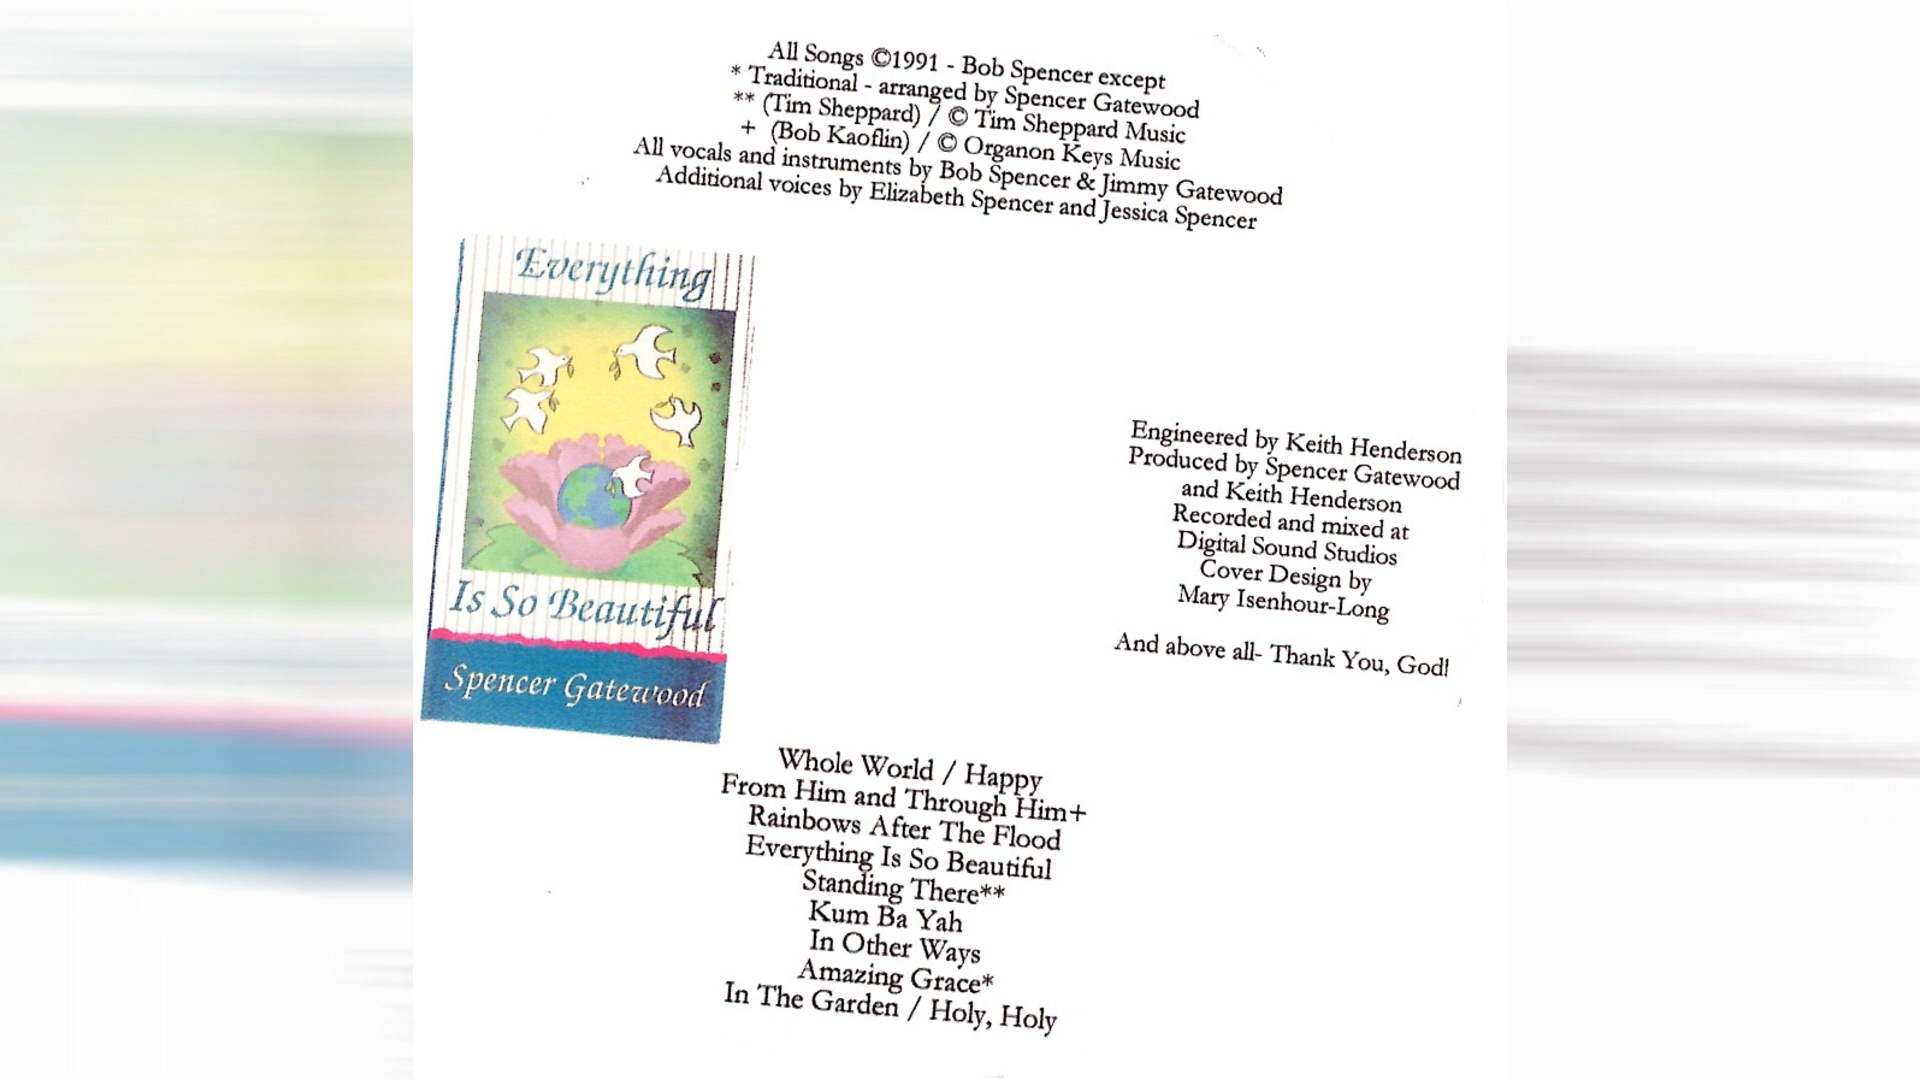 All Songs ©1991 - Bob Spencer except
* Traditional - arranged by Spencer Gatewood
** (Tim Sheppard) / © Tim Sheppard Music
+ (Bob Kaoflin) / © Organon Keys Music
All vocals and instruments by Bob Spencer & Jimmy Gatewood
Additional voices by Elizabeth Spencer and Jessica Spencer
Everything
Is So Beautiful
Spencer Gatewood
Engineered by Keith Henderson
Produced by Spencer Gatewood
and Keith Henderson
Recorded and mixed at
Digital Sound Studios
Cover Design by
Mary Isenhour-Long
And above all- Thank You, God!
Whole World / Happy
From Him and Through Him+
Rainbows After The Flood
Everything Is So Beautiful
Standing There**
Kum Ba Yah
In Other Ways
Amazing Grace*
In The Garden / Holy, Holy